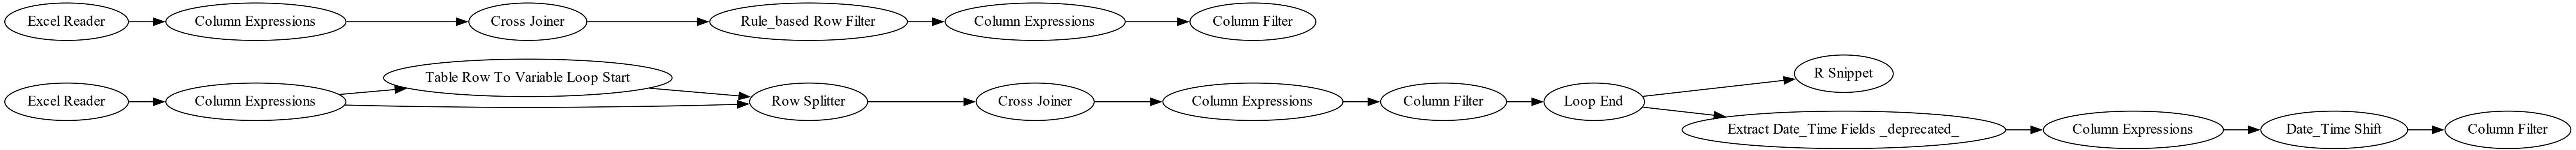 Excel Reader
Column Expressions
Cross Joiner
Rule_based Row Filter
Column Expressions
Column Filter
Excel Reader
Column Expressions
Table Row To Variable Loop Start
Row Splitter
Cross Joiner
Column Expressions
Column Filter
Loop End
R Snippet
Extract Date_Time Fields _deprecated_
Column Expressions
Date_Time Shift
Column Filter